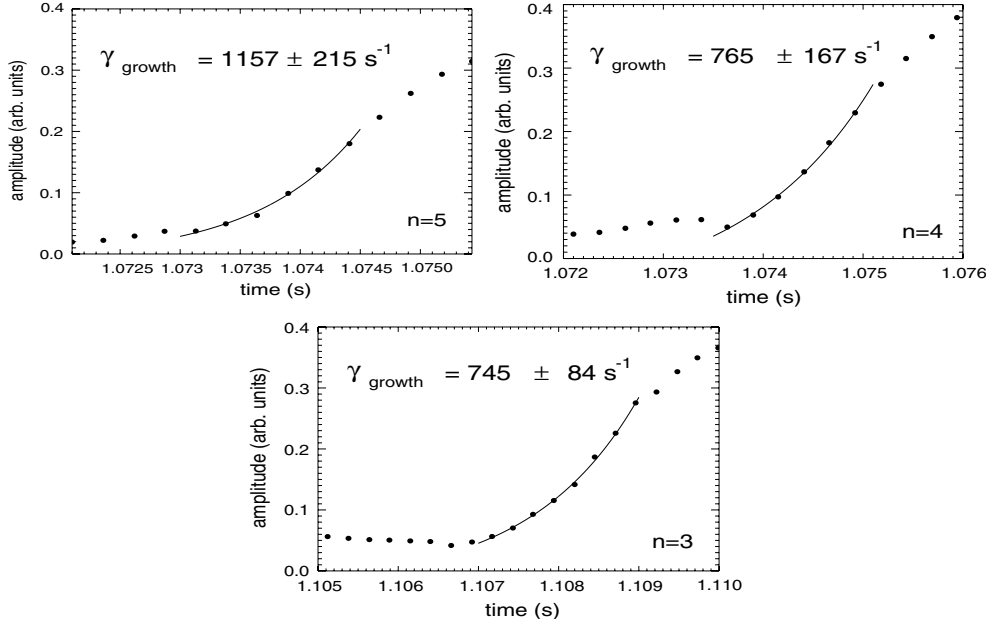 0.4
0.3
0.2
0.1
0.0
amplitude (arb. units)
γ growth = 1157 ± 215 s-1
n=5
1.0725 1.073 1.0735 1.074 1.0745 1.0750
time (s)
0.4
0.2
0.1
0.0
amplitude (arb. units)
γ growth = 765 ± 167 s-1
n=4
1.072 1.073 1.074 1.075 1.076
time (s)
0.4
0.3
0.2
0.1
0.0
amplitude (arb. units)
γ growth = 745 ± 84 s-1
n=3
1.105 1.106 1.107 1.108 1.109 1.110
time (s)